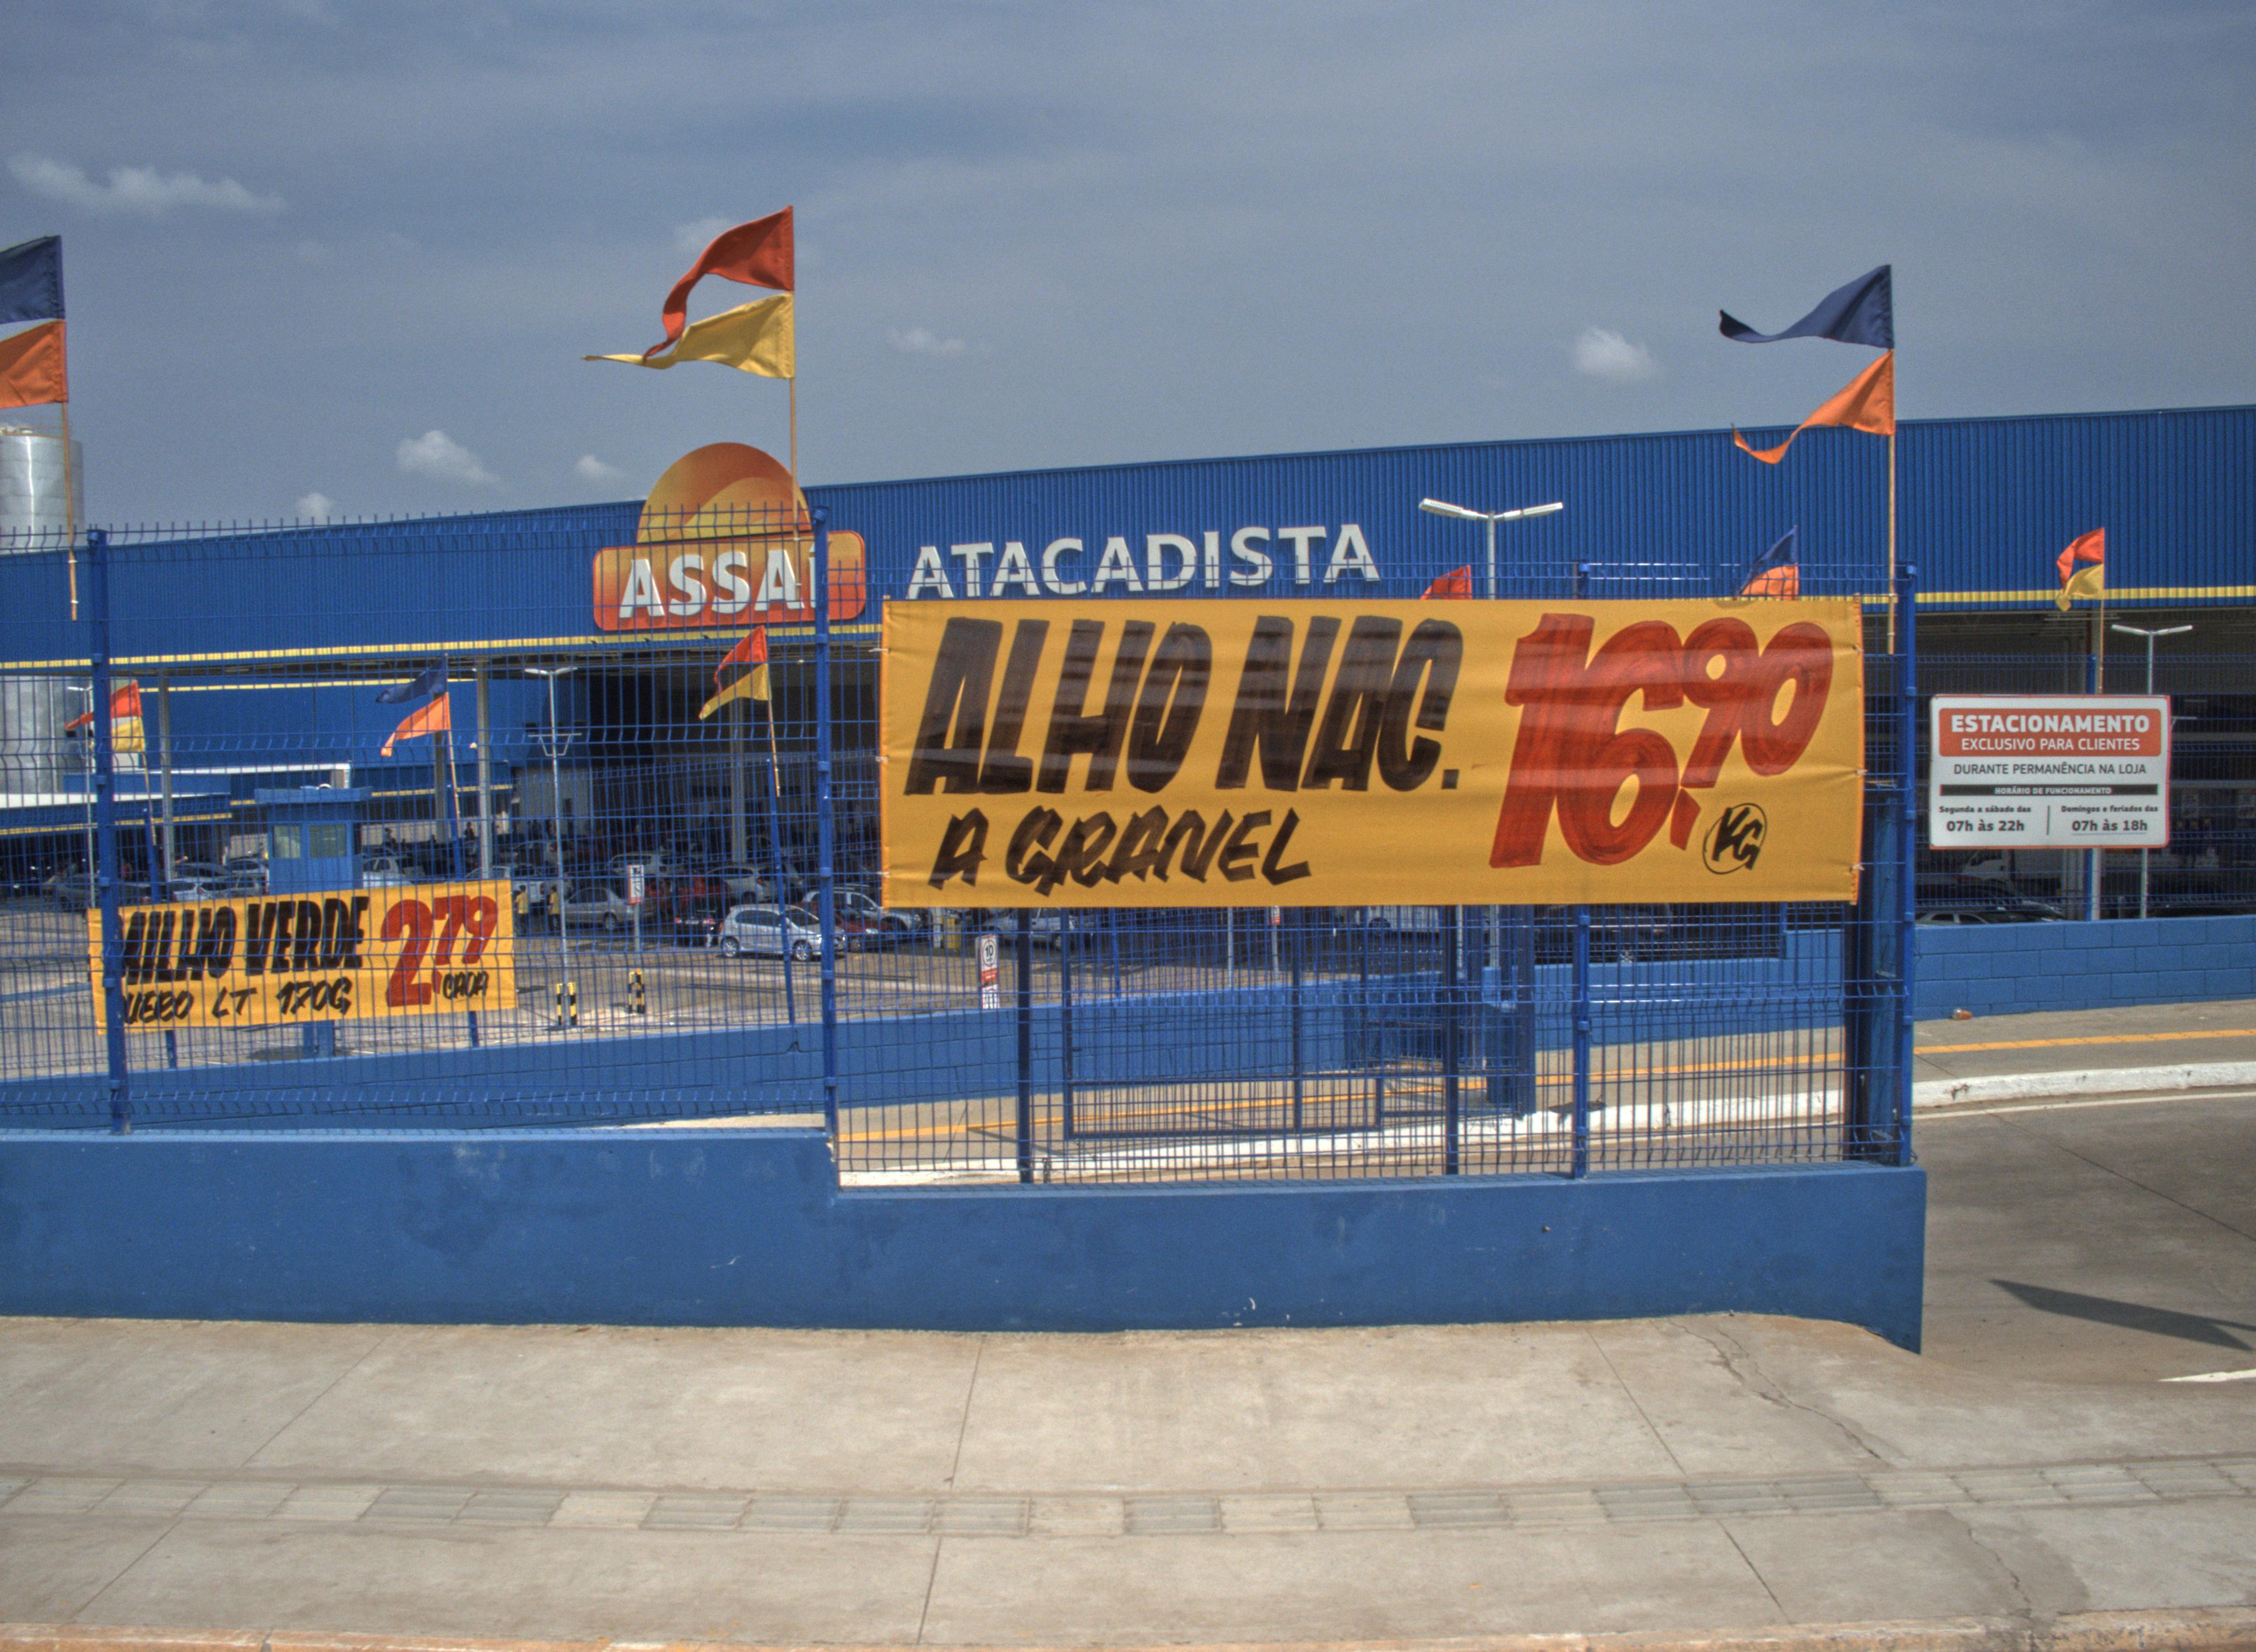 ASSAÍ ATACADISTA
ALHO NAC. 16,90
A GRANEL KG
ESTACIONAMENTO
EXCLUSIVO PARA CLIENTES
DURANTE PERMANÊNCIA NA LOJA
HORÁRIO DE FUNCIONAMENTO
Segunda a sábado das
07h às 22h
Domingos e feriados das
07h às 18h
MILHO VERDE 2,79
QUERO LT 170G CADA
10